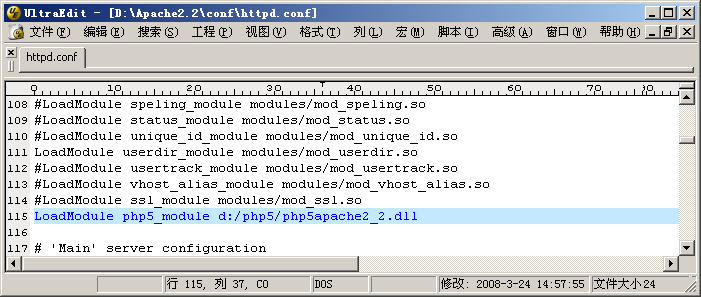 UltraEdit - [D:\Apache2.2\conf\httpd.conf]
文件(F) 编辑(E) 搜索(S) 工程(P) 视图(V) 格式(T) 列(L) 宏(M) 脚本(I) 高级(A) 窗口(W) 帮助(H)
httpd.conf
0 10 20 30 40 50 60 70 80
108 #LoadModule speling_module modules/mod_speling.so
109 #LoadModule status_module modules/mod_status.so
110 #LoadModule unique_id_module modules/mod_unique_id.so
111 LoadModule userdir_module modules/mod_userdir.so
112 #LoadModule usertrack_module modules/mod_usertrack.so
113 #LoadModule vhost_alias_module modules/mod_vhost_alias.so
114 #LoadModule ssl_module modules/mod_ssl.so
115 LoadModule php5_module d:/php5/php5apache2_2.dll
116
117 # 'Main' server configuration
行 115, 列 37, C0 DOS 修改: 2008-3-24 14:57:55 文件大小24